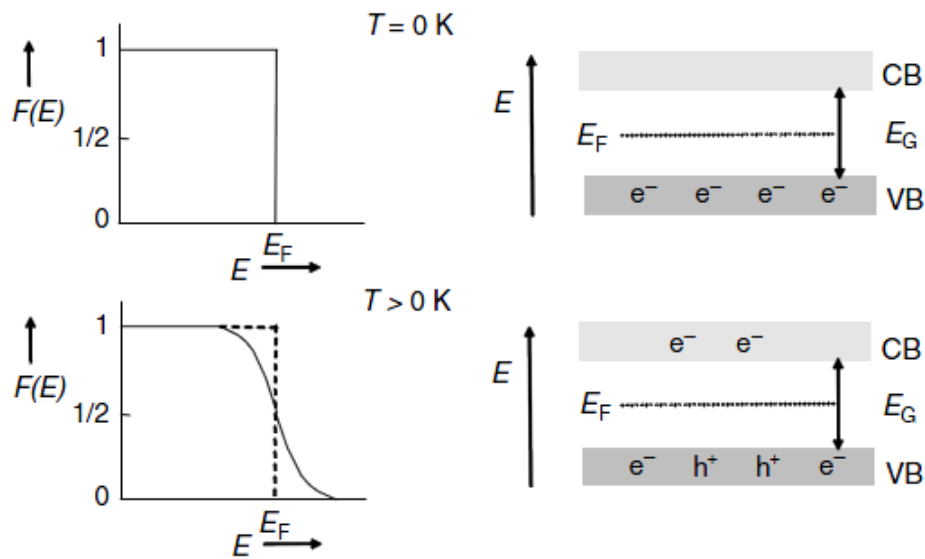 T = 0 K
1
F(E)
1/2
0
E_F
E
E
CB
E_F
E_G
e⁻ e⁻ e⁻ e⁻
VB
T > 0 K
1
F(E)
1/2
0
E_F
E
E
e⁻ e⁻
CB
E_F
E_G
e⁻ h⁺ h⁺ e⁻
VB